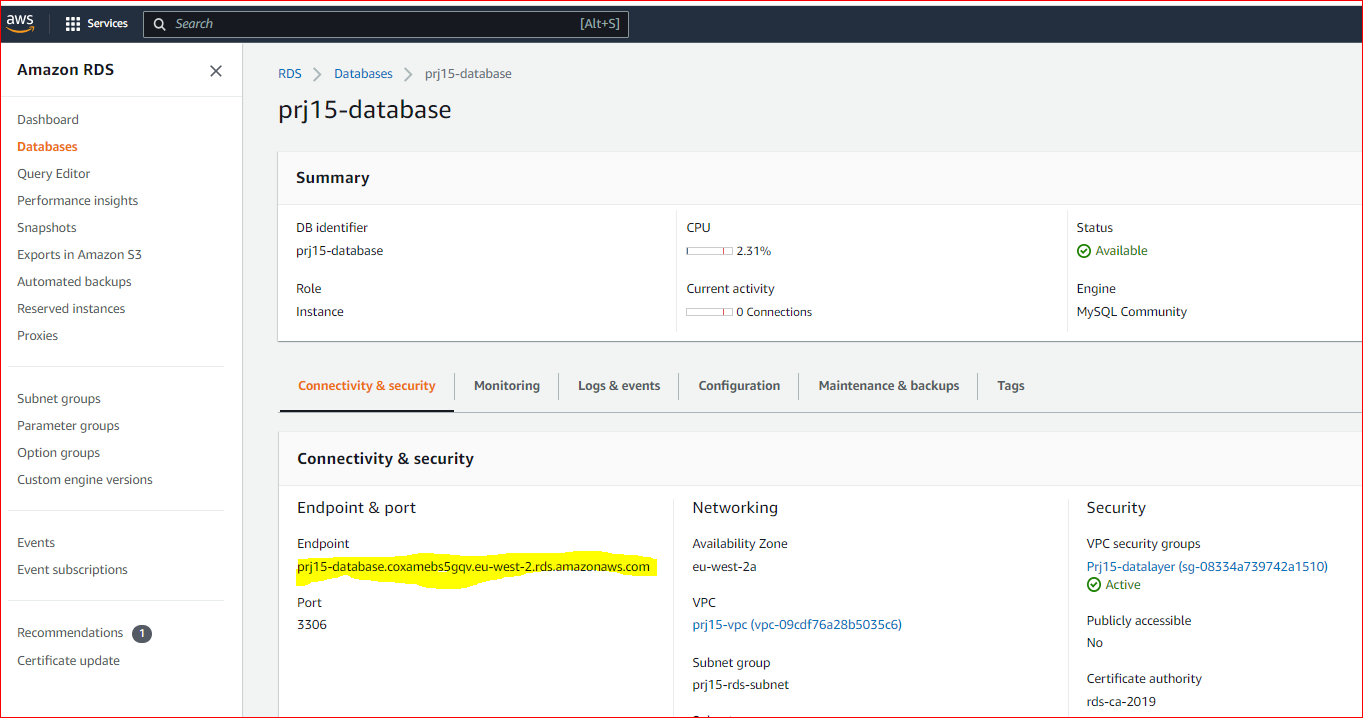 aws
Services
Search
[Alt+S]
Amazon RDS
Dashboard
Databases
Query Editor
Performance insights
Snapshots
Exports in Amazon S3
Automated backups
Reserved instances
Proxies
Subnet groups
Parameter groups
Option groups
Custom engine versions
Events
Event subscriptions
Recommendations 1
Certificate update
RDS > Databases > prj15-database
prj15-database
Summary
DB identifier
prj15-database
Role
Instance
CPU
2.31%
Current activity
0 Connections
Status
Available
Engine
MySQL Community
Connectivity & security
Monitoring
Logs & events
Configuration
Maintenance & backups
Tags
Connectivity & security
Endpoint & port
Endpoint
prj15-database.coxamebs5gqv.eu-west-2.rds.amazonaws.com
Port
3306
Networking
Availability Zone
eu-west-2a
VPC
prj15-vpc (vpc-09cdf76a28b5035c6)
Subnet group
prj15-rds-subnet
Security
VPC security groups
Prj15-datalayer (sg-08334a739742a1510)
Active
Publicly accessible
No
Certificate authority
rds-ca-2019